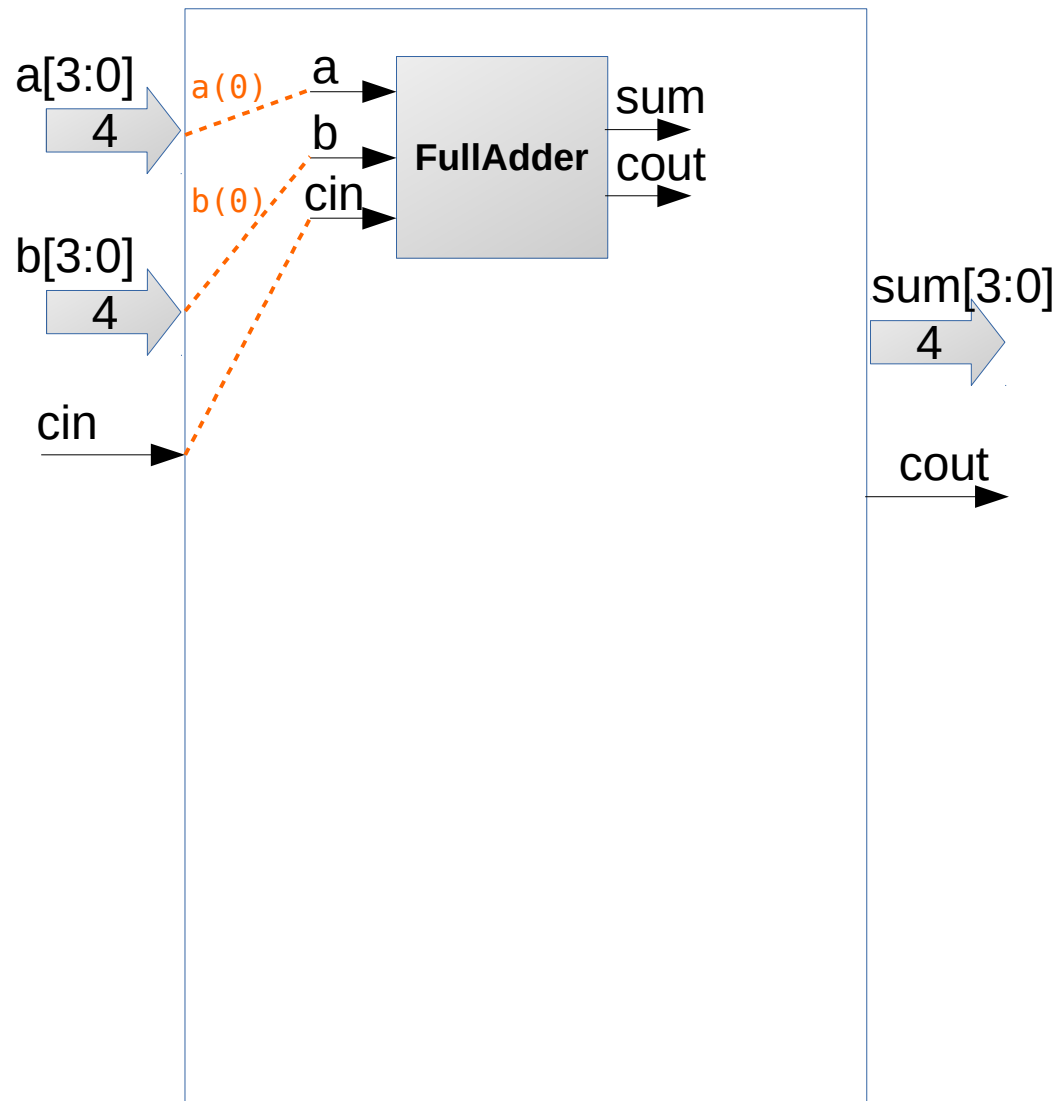 a[3:0]
4
a(0)
a
b
b(0)
cin
FullAdder
sum
cout
b[3:0]
4
cin
sum[3:0]
4
cout